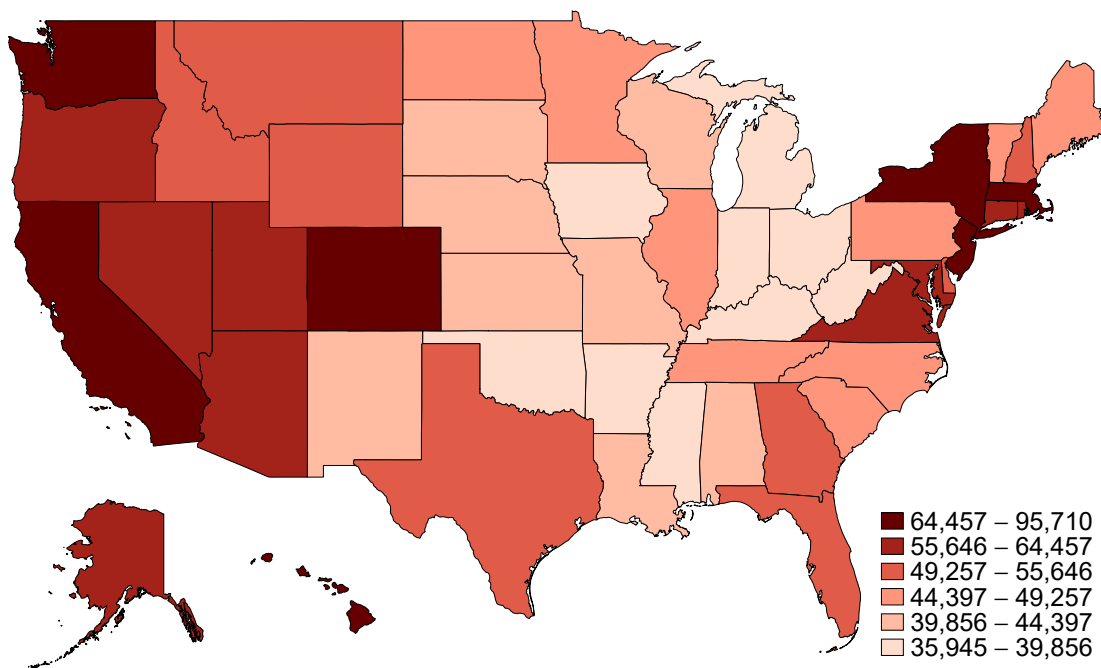 64,457 – 95,710
55,646 – 64,457
49,257 – 55,646
44,397 – 49,257
39,856 – 44,397
35,945 – 39,856